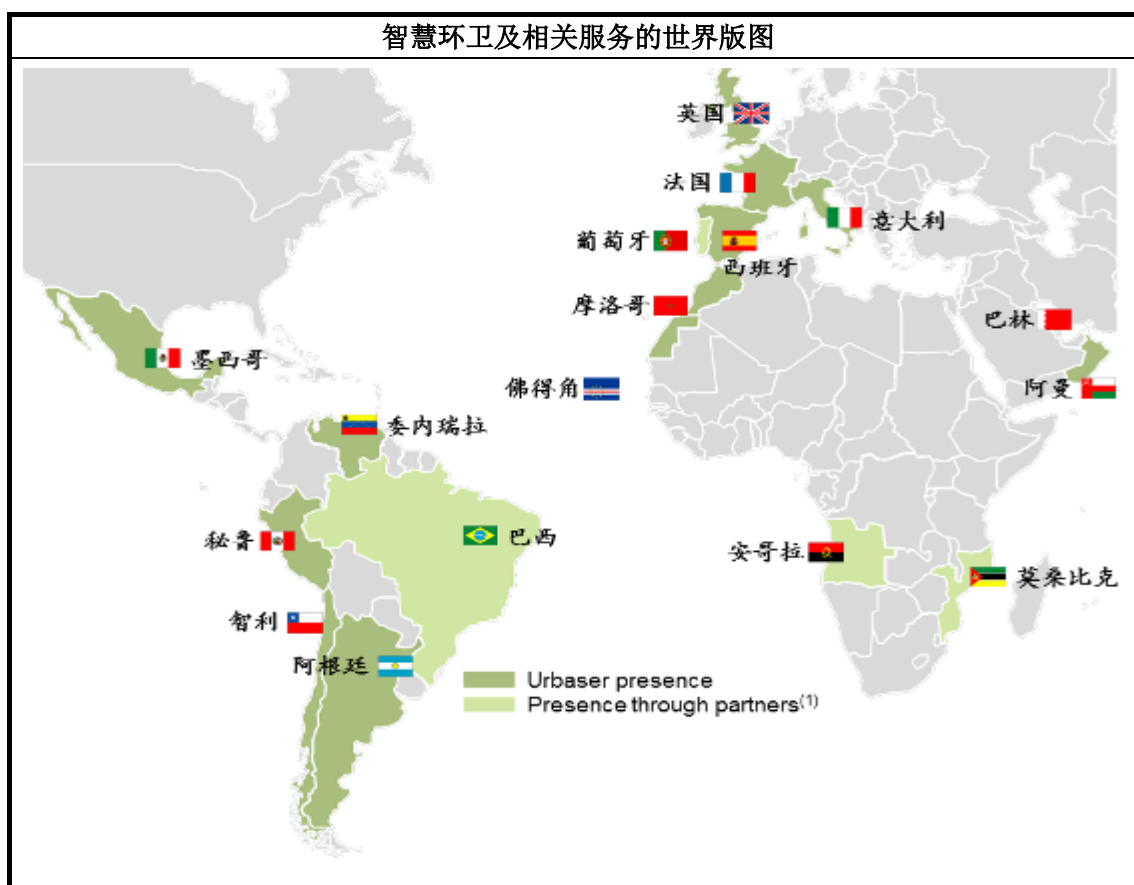 智慧环卫及相关服务的世界版图
英国
法国
意大利
葡萄牙
西班牙
摩洛哥
巴林
墨西哥
佛得角
阿曼
委内瑞拉
秘鲁
巴西
安哥拉
莫桑比克
智利
阿根廷
Urbaser presence
Presence through partners(1)